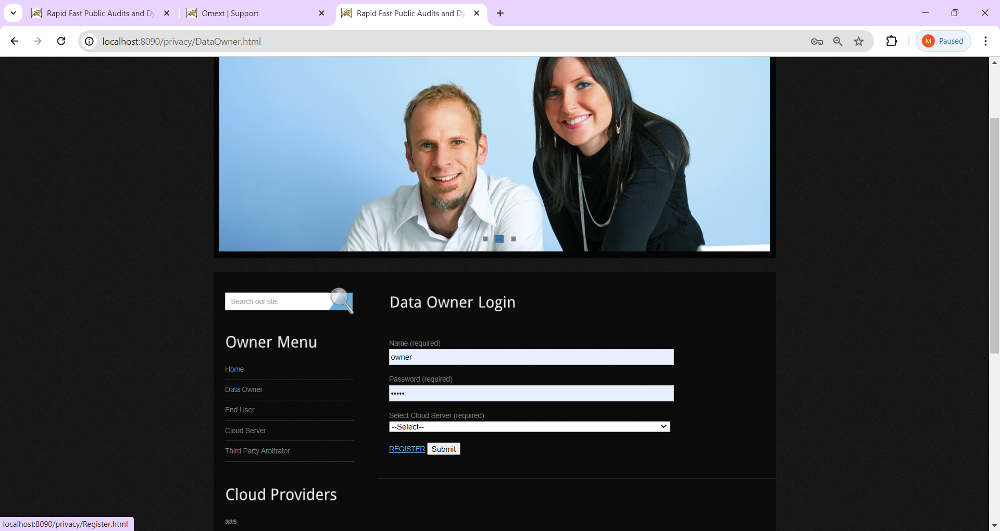 Rapid Fast Public Audits and Dy
Omext | Support
Rapid Fast Public Audits and Dy
localhost:8090/privacy/DataOwner.html
M
Paused
Search our ste:
Data Owner Login
Owner Menu
Name (required)
owner
Home
Password (required)
Data Owner
•••••
End User
Select Cloud Server (required)
--Select--
Cloud Server
REGISTER Submit
Third Party Arbitrator
Cloud Providers
aas
localhost:8090/privacy/Register.html